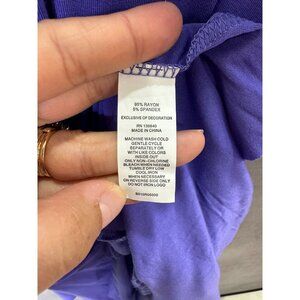 95% RAYON
5% SPANDEX
EXCLUSIVE OF DECORATION
RN 136640
MADE IN CHINA
MACHINE WASH COLD
GENTLE CYCLE
SEPARATELY OR
WITH LIKE COLORS
INSIDE OUT
ONLY NON-CHLORINE
BLEACH WHEN NEEDED
TUMBLE DRY LOW
COOL IRON
WHEN NECESSARY
ON REVERSE SIDE ONLY
DO NOT IRON LOGO